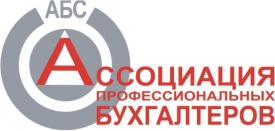 АБС
АССОЦИАЦИЯ
ПРОФЕССИОНАЛЬНЫХ
БУХГАЛТЕРОВ